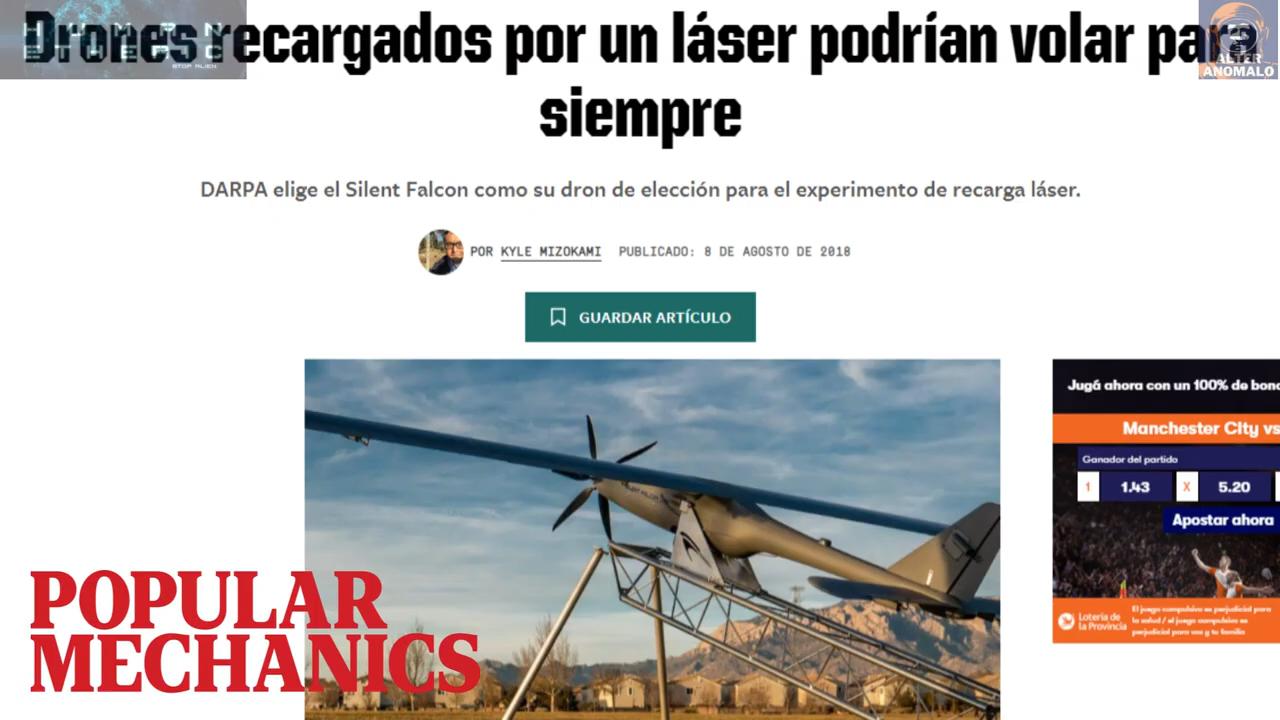 Drones recargados por un láser podrían volar para
siempre
HUMAN
ETHERIC
STOP ALIEN
ALTER
ANOMALO
DARPA elige el Silent Falcon como su dron de elección para el experimento de recarga láser.
POR KYLE MIZOKAMI PUBLICADO: 8 DE AGOSTO DE 2018
GUARDAR ARTÍCULO
SILENT FALCON
Jugá ahora con un 100% de bono
Manchester City vs
Ganador del partido
1 1.43 X 5.20
Apostar ahora
Lotería de
la Provincia
El juego compulsivo es perjudicial para
la salud / el juego compulsivo es
perjudicial para vos y tu familia
POPULAR
MECHANICS